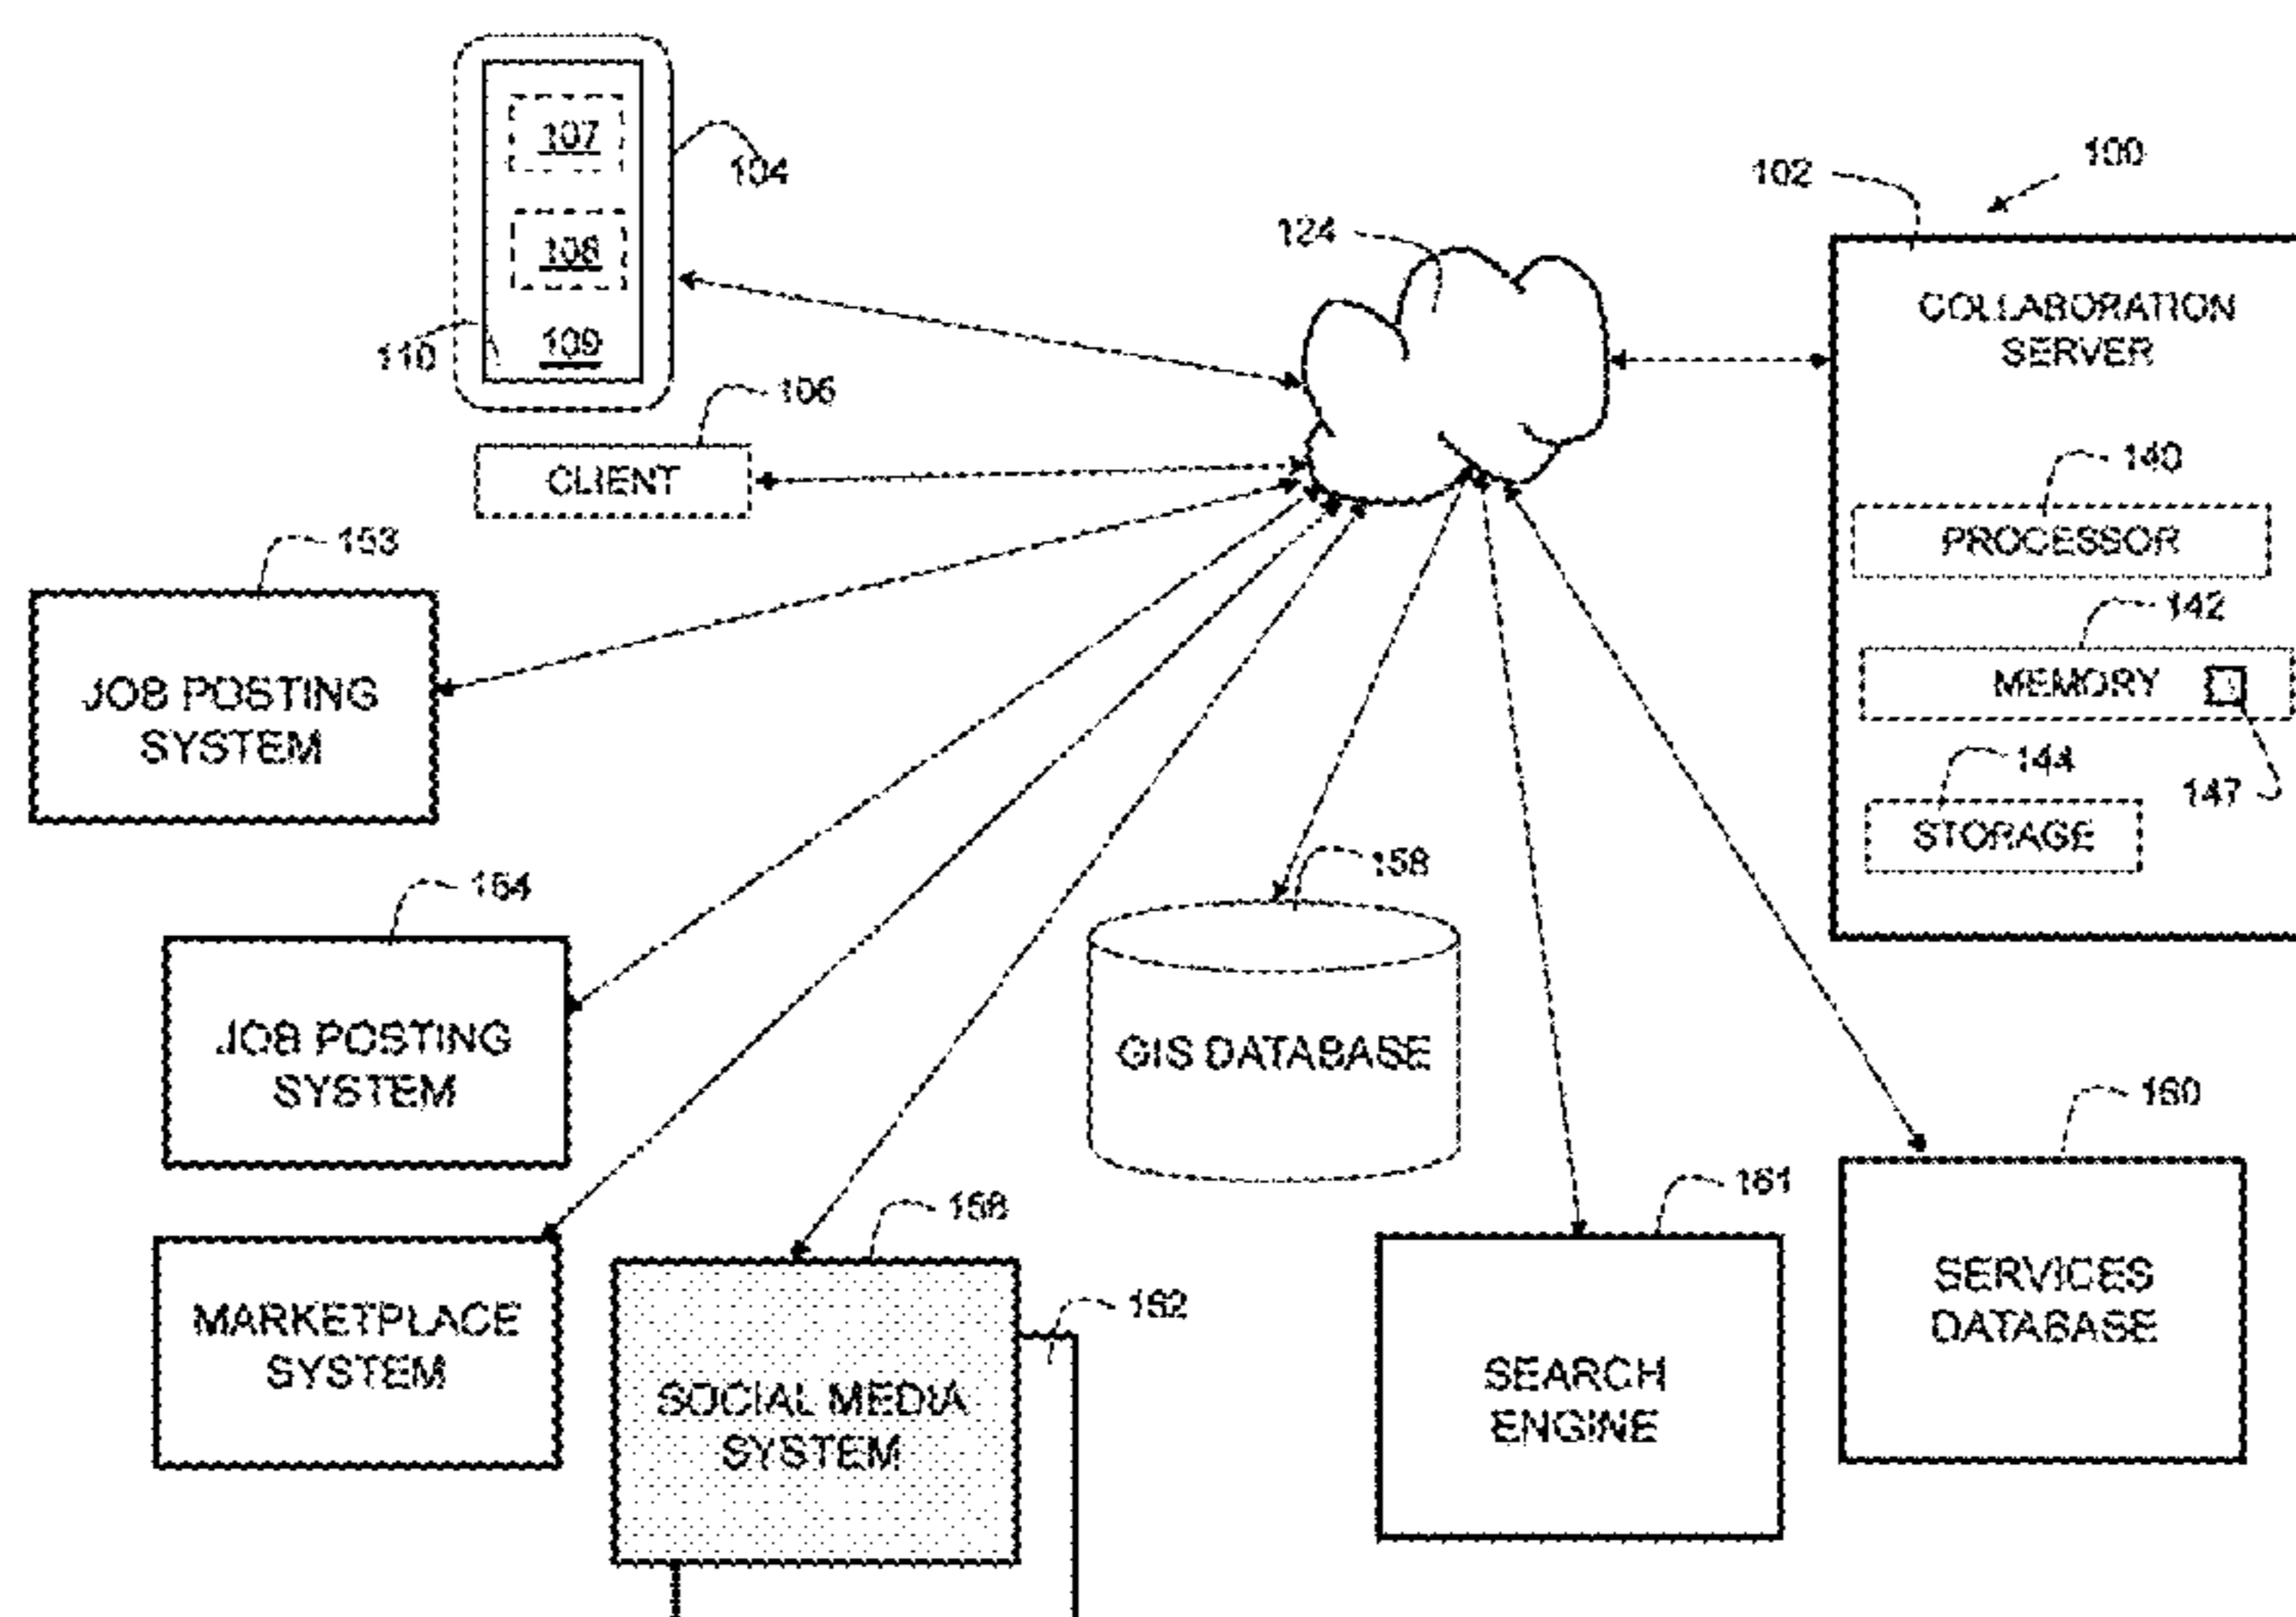 107
104
108
110
109
106
CLIENT
124
102
100
COLLABORATION
SERVER
140
PROCESSOR
142
MEMORY
144
147
STORAGE
153
JOB POSTING
SYSTEM
154
JOB POSTING
SYSTEM
MARKETPLACE
SYSTEM
156
SOCIAL MEDIA
SYSTEM
162
158
GIS DATABASE
161
SEARCH
ENGINE
160
SERVICES
DATABASE